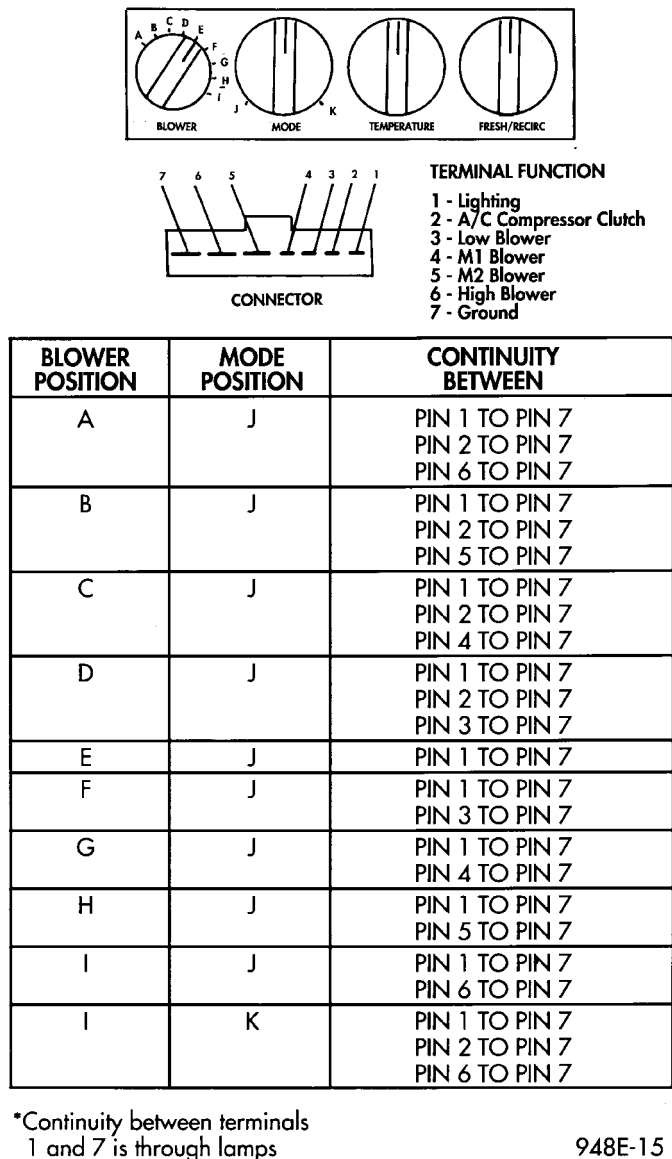 A B C D E F G H I
J K
BLOWER MODE TEMPERATURE FRESH/RECIRC
7 6 5 4 3 2 1
CONNECTOR
TERMINAL FUNCTION
1 - Lighting
2 - A/C Compressor Clutch
3 - Low Blower
4 - M1 Blower
5 - M2 Blower
6 - High Blower
7 - Ground
BLOWER POSITION MODE POSITION CONTINUITY BETWEEN
A J PIN 1 TO PIN 7
PIN 2 TO PIN 7
PIN 6 TO PIN 7
B J PIN 1 TO PIN 7
PIN 2 TO PIN 7
PIN 5 TO PIN 7
C J PIN 1 TO PIN 7
PIN 2 TO PIN 7
PIN 4 TO PIN 7
D J PIN 1 TO PIN 7
PIN 2 TO PIN 7
PIN 3 TO PIN 7
E J PIN 1 TO PIN 7
F J PIN 1 TO PIN 7
PIN 3 TO PIN 7
G J PIN 1 TO PIN 7
PIN 4 TO PIN 7
H J PIN 1 TO PIN 7
PIN 5 TO PIN 7
I J PIN 1 TO PIN 7
PIN 6 TO PIN 7
I K PIN 1 TO PIN 7
PIN 2 TO PIN 7
PIN 6 TO PIN 7
*Continuity between terminals
1 and 7 is through lamps
948E-15